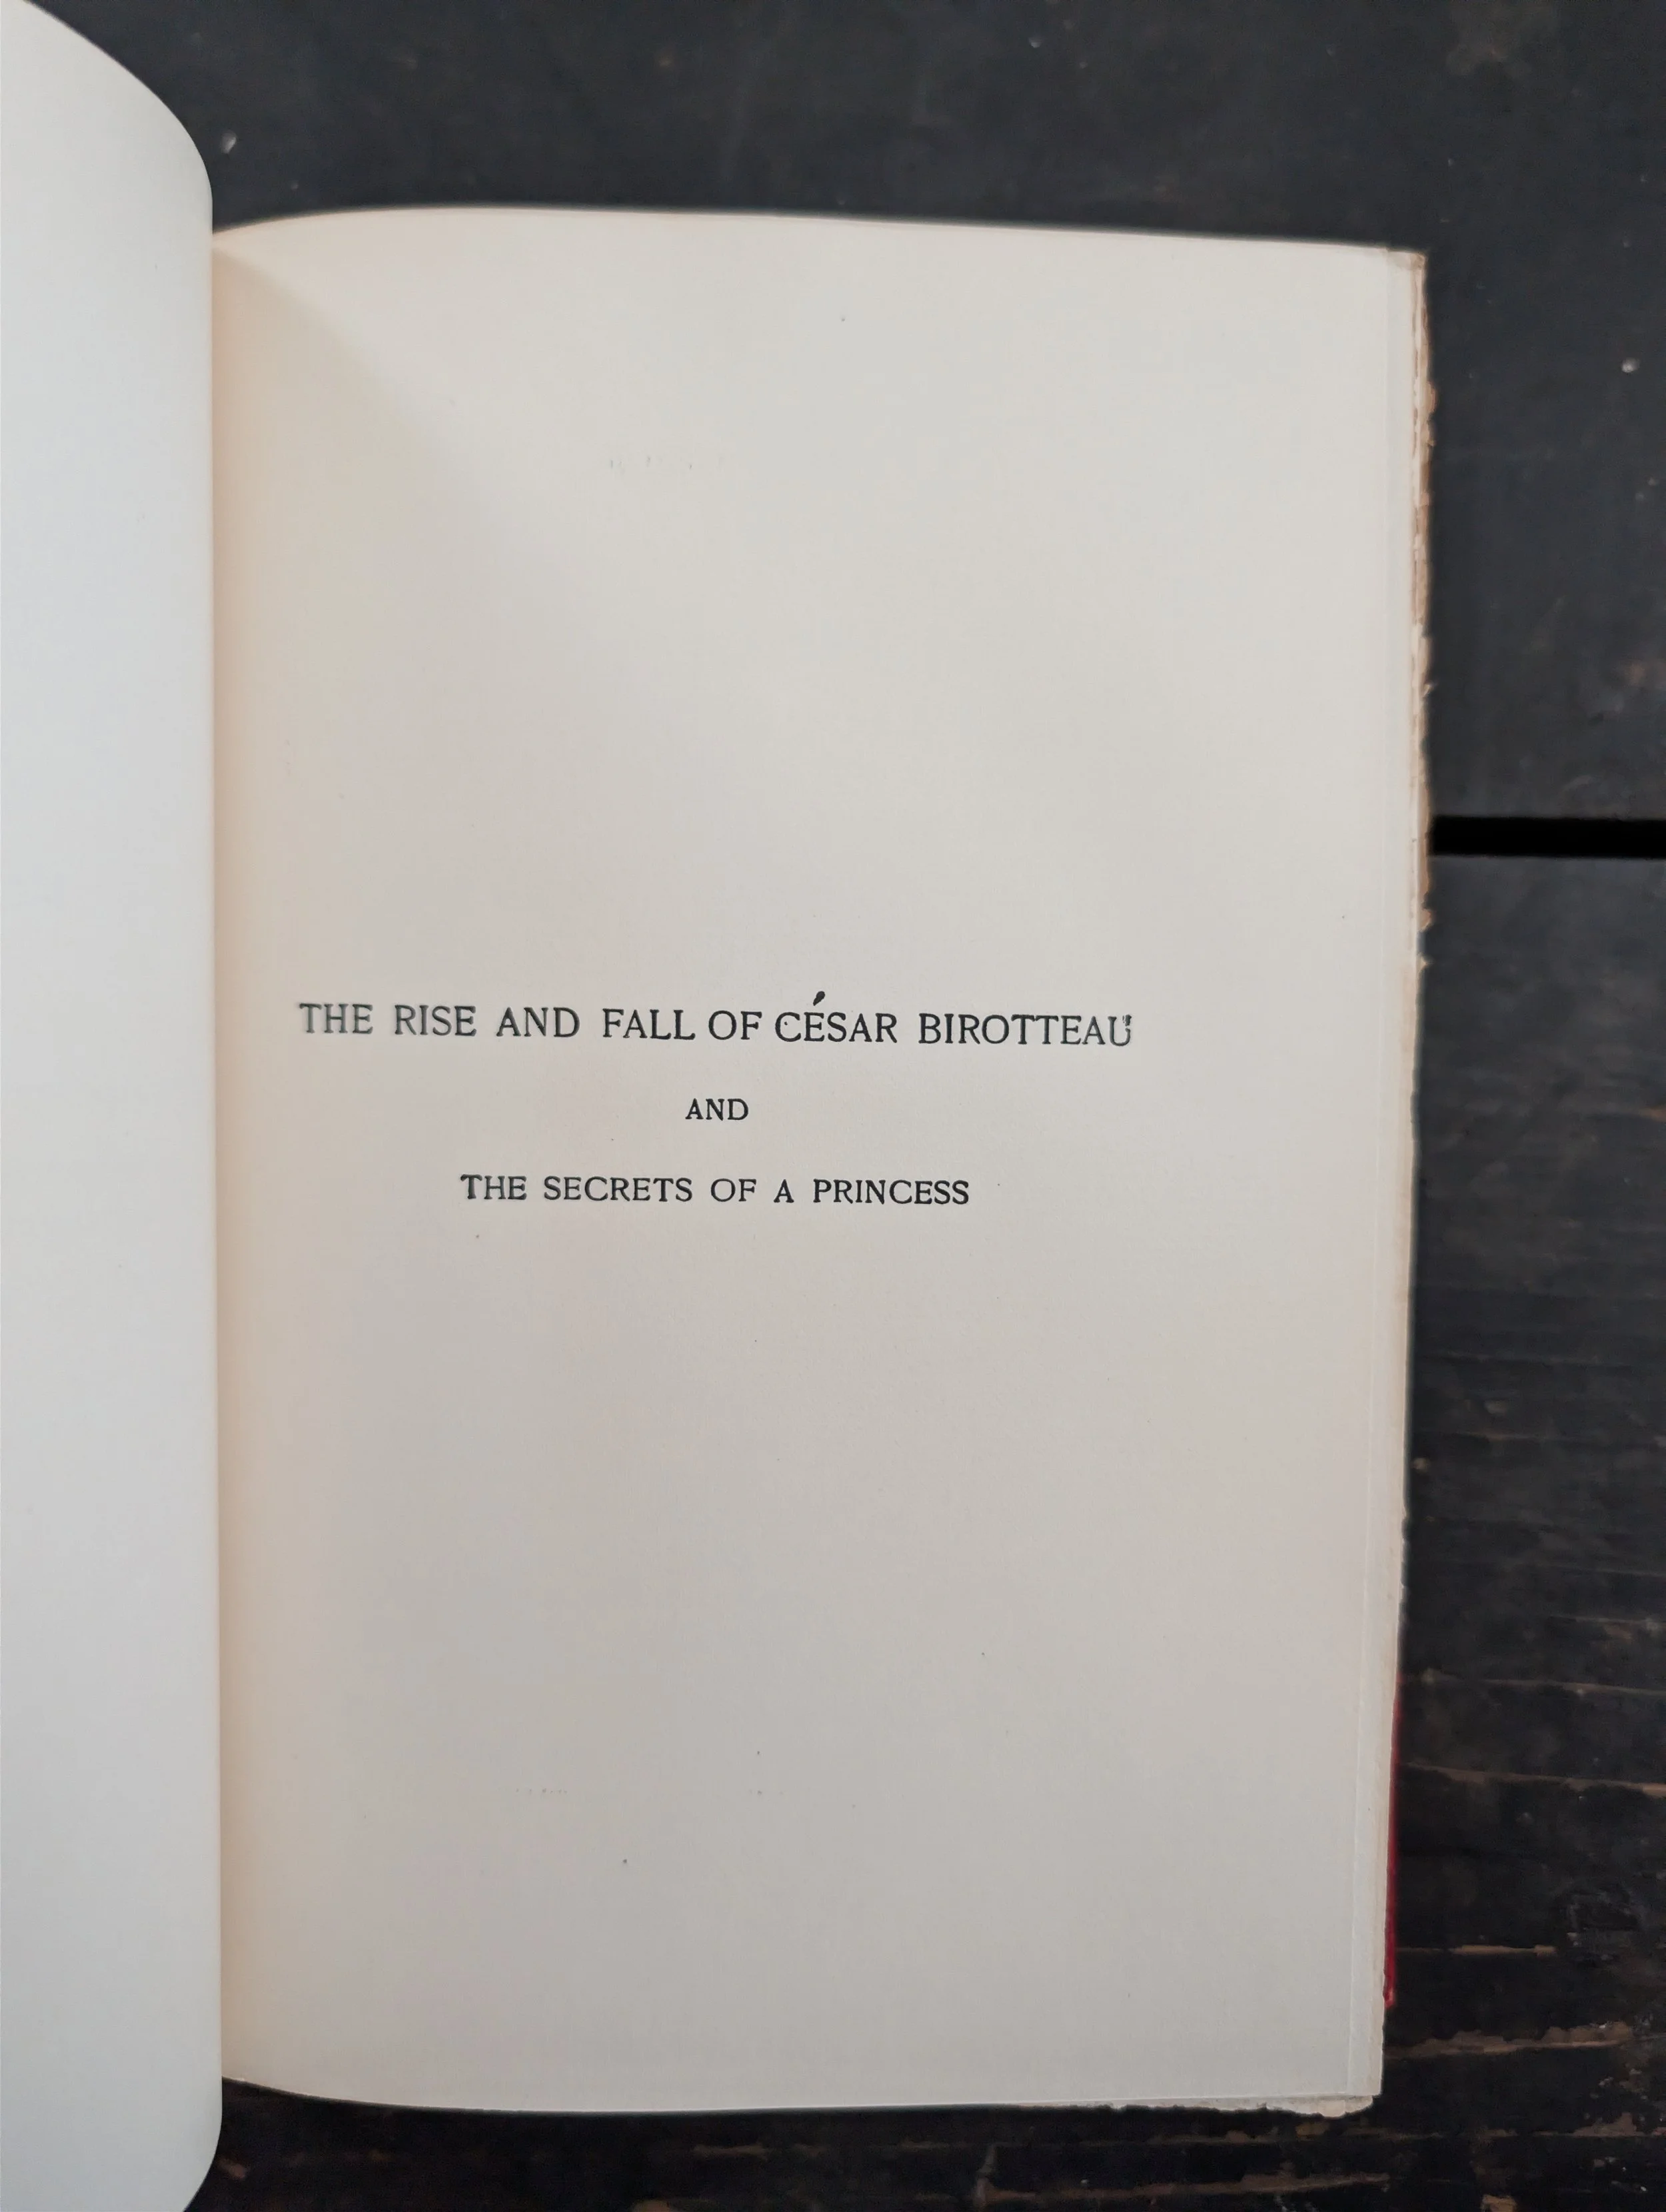 THE RISE AND FALL OF CÉSAR BIROTTEAU
AND
THE SECRETS OF A PRINCESS